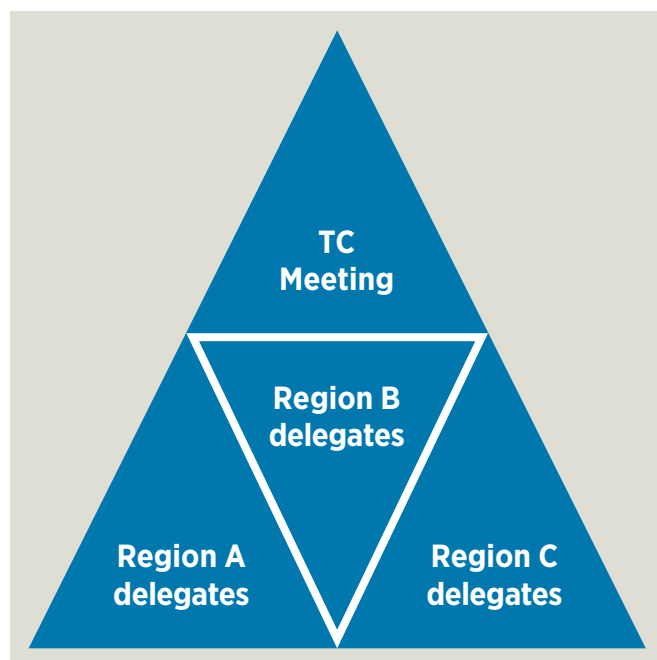 TC
Meeting
Region B
delegates
Region A
delegates
Region C
delegates